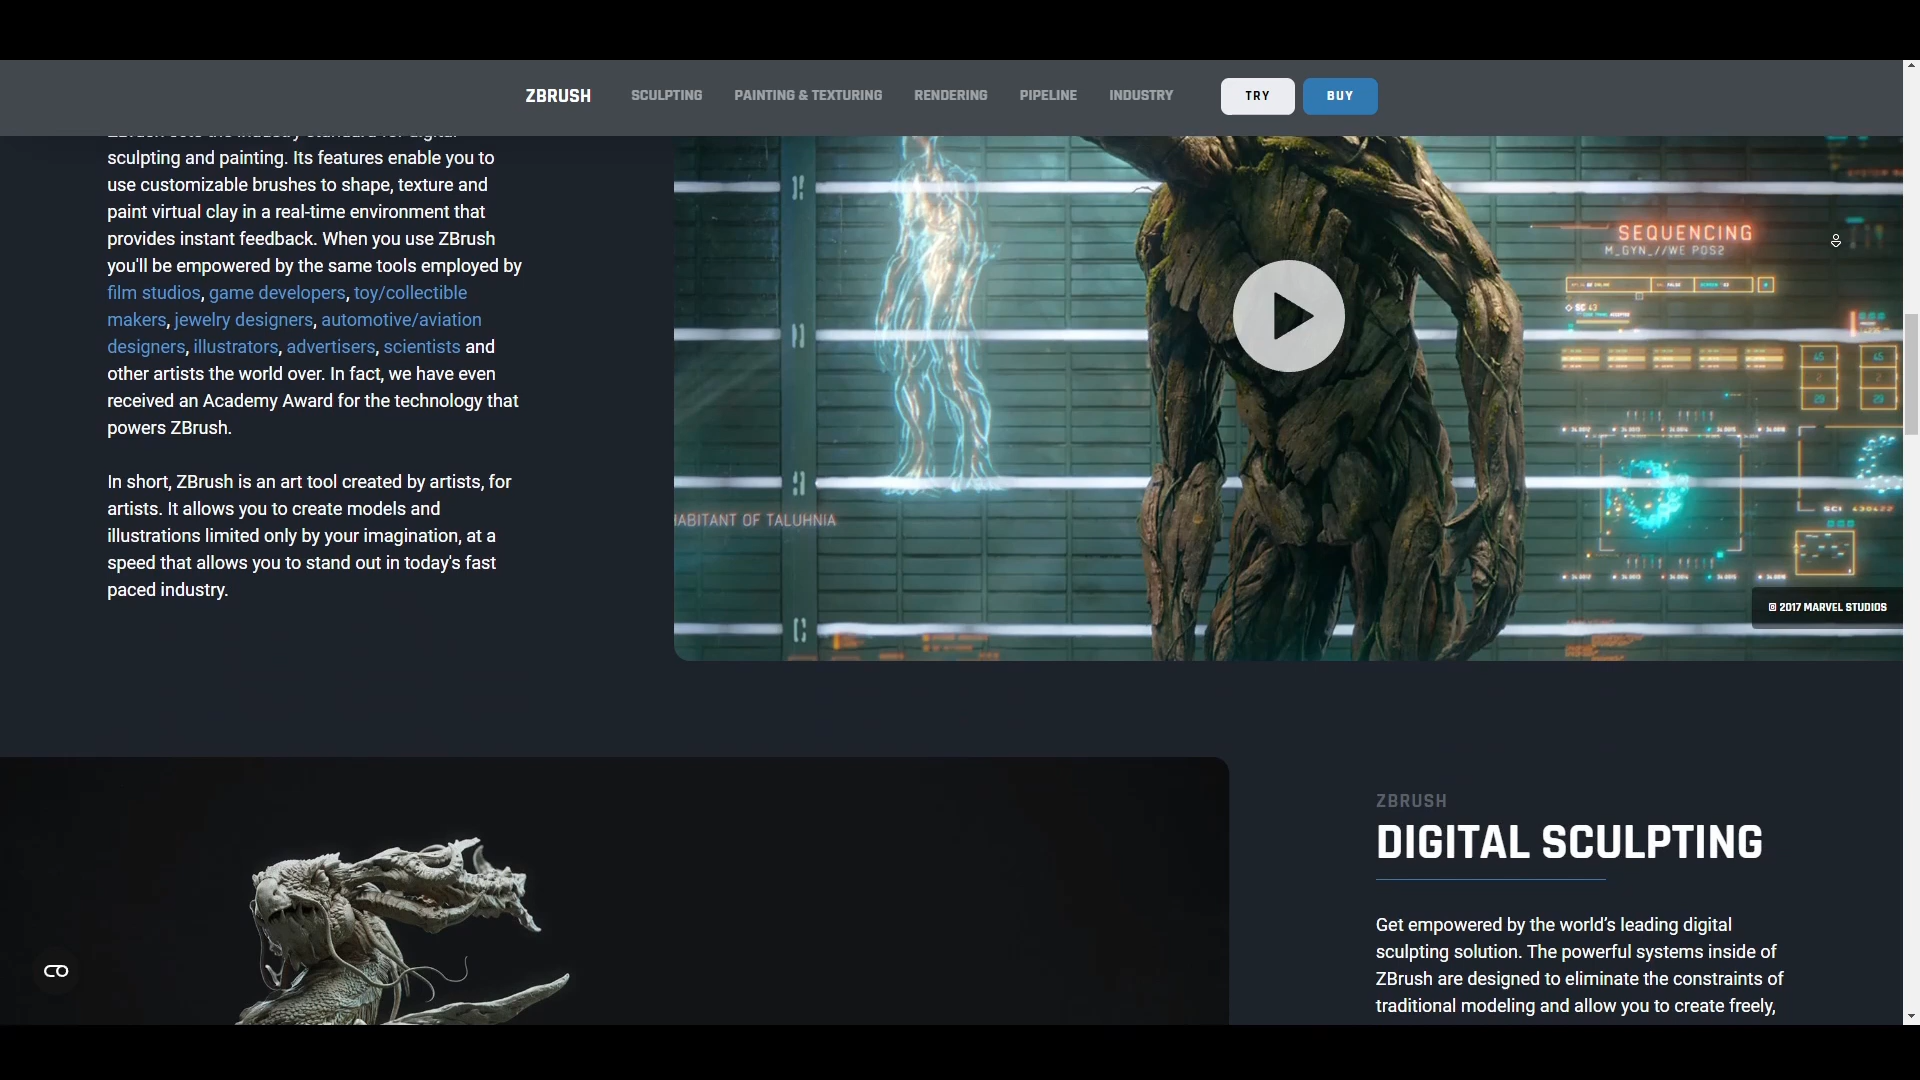 ZBRUSH SCULPTING PAINTING & TEXTURING RENDERING PIPELINE INDUSTRY TRY BUY
sculpting and painting. Its features enable you to
use customizable brushes to shape, texture and
paint virtual clay in a real-time environment that
provides instant feedback. When you use ZBrush
you'll be empowered by the same tools employed by
film studios, game developers, toy/collectible
makers, jewelry designers, automotive/aviation
designers, illustrators, advertisers, scientists and
other artists the world over. In fact, we have even
received an Academy Award for the technology that
powers ZBrush.
In short, ZBrush is an art tool created by artists, for
artists. It allows you to create models and
illustrations limited only by your imagination, at a
speed that allows you to stand out in today's fast
paced industry.
SEQUENCING
OF TALUHNIA
© 2017 MARVEL STUDIOS
ZBRUSH
DIGITAL SCULPTING
Get empowered by the world’s leading digital
sculpting solution. The powerful systems inside of
ZBrush are designed to eliminate the constraints of
traditional modeling and allow you to create freely,